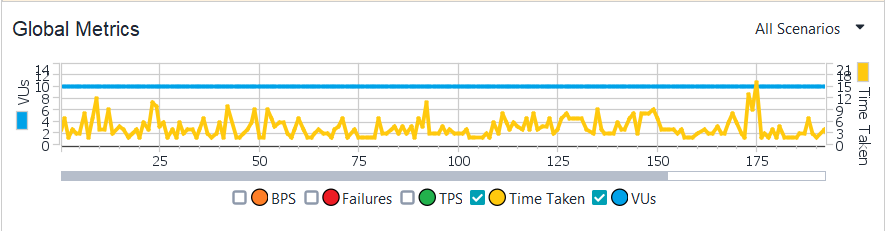 Global Metrics
All Scenarios
14 21
12 18
10 15
8 12
6 9
4 6
2 3
0 0
VUs
Time Taken
25 50 75 100 125 150 175
BPS Failures TPS Time Taken VUs